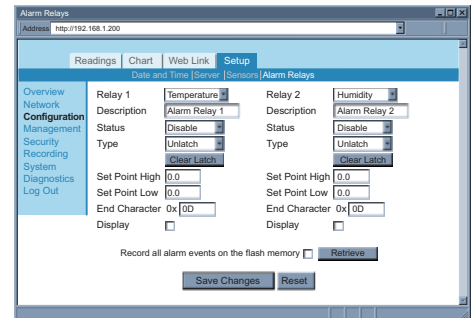 Alarm Relays
Address http://192.168.1.200
Readings Chart Web Link Setup
Date and Time |Server |Sensors |Alarm Relays
Overview
Network
Configuration
Management
Security
Recording
System
Diagnostics
Log Out
Relay 1 Temperature
Description Alarm Relay 1
Status Disable
Type Unlatch
Clear Latch
Set Point High 0.0
Set Point Low 0.0
End Character 0x 0D
Display
Relay 2 Humidity
Description Alarm Relay 2
Status Disable
Type Unlatch
Clear Latch
Set Point High 0.0
Set Point Low 0.0
End Character 0x 0D
Display
Record all alarm events on the flash memory Retrieve
Save Changes Reset